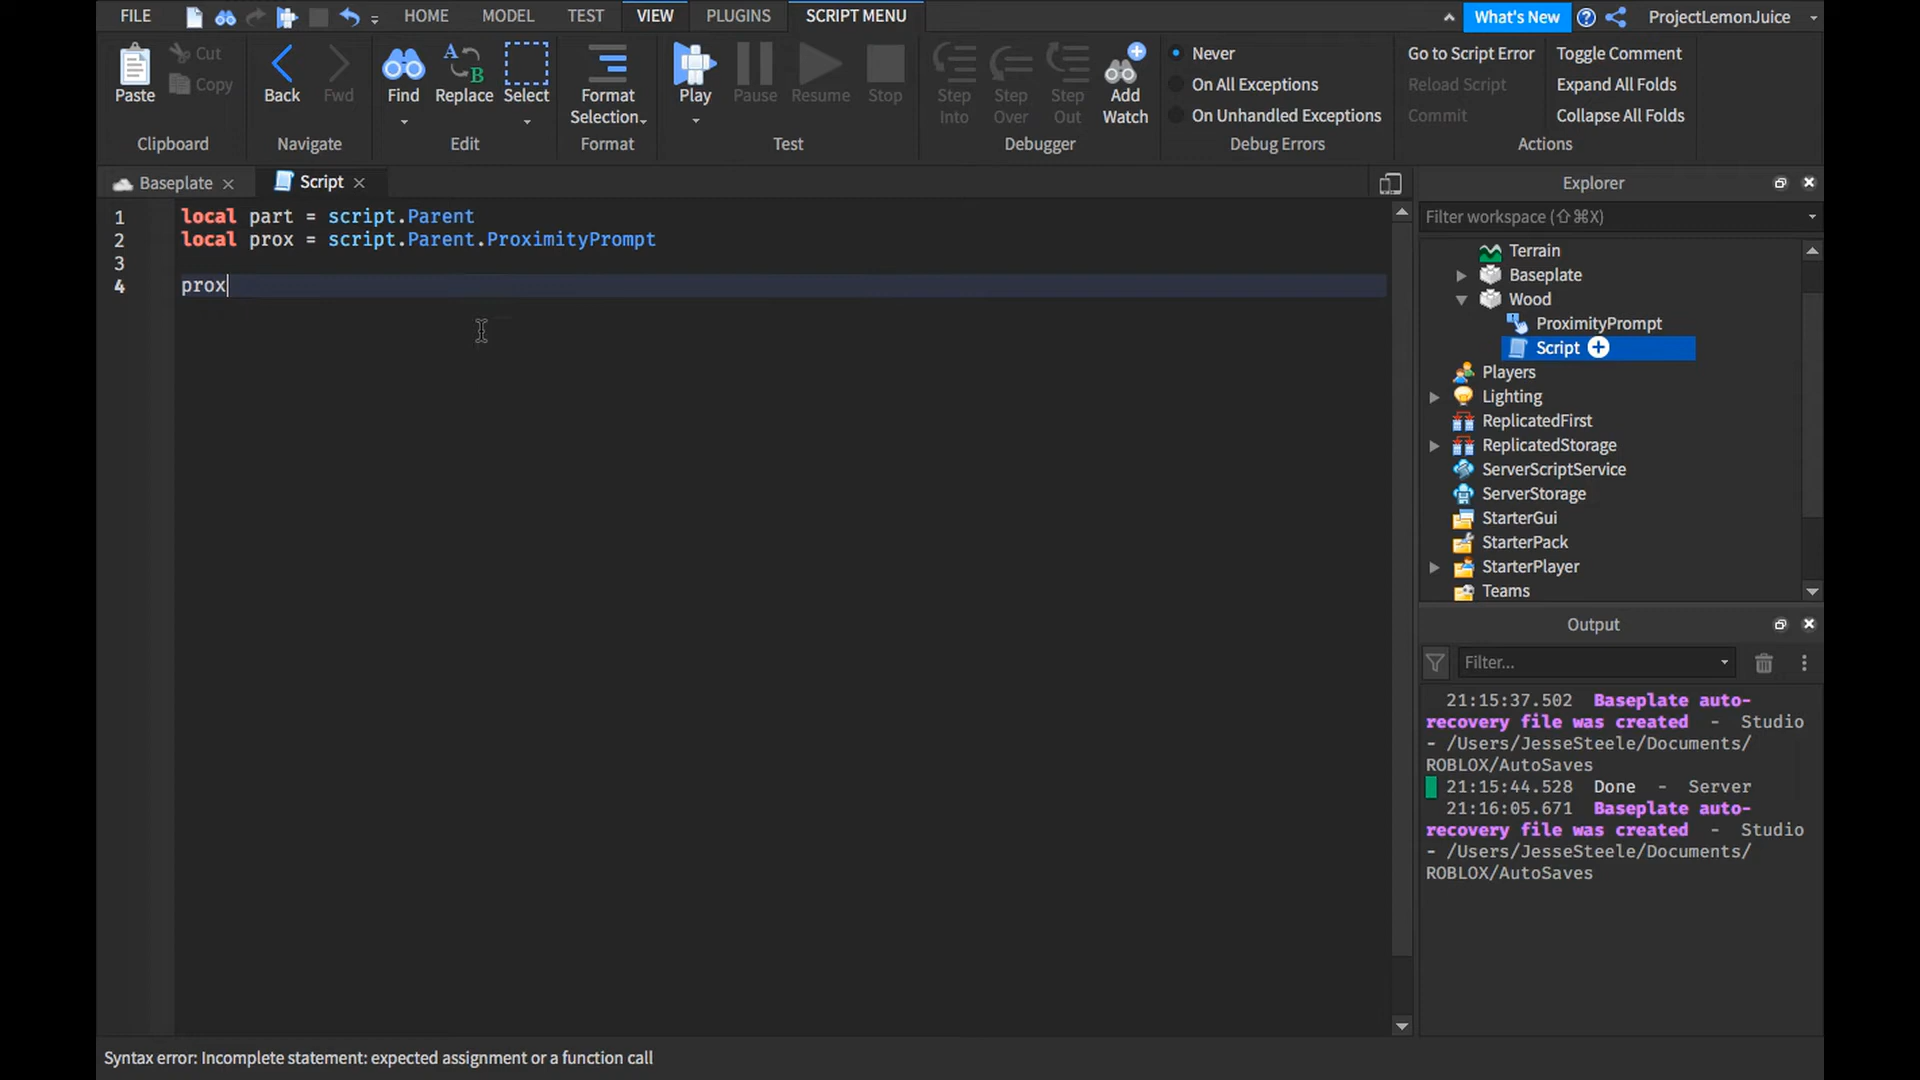 FILE HOME MODEL TEST VIEW PLUGINS SCRIPT MENU What's New ProjectLemonJuice
Paste Cut Copy Back Fwd Find Replace Select Format Selection Play Pause Resume Stop Step Into Step Over Step Out Add Watch
Never
On All Exceptions
On Unhandled Exceptions
Go to Script Error
Reload Script
Commit
Toggle Comment
Expand All Folds
Collapse All Folds
Clipboard Navigate Edit Format Test Debugger Debug Errors Actions
Baseplate Script
1 local part = script.Parent
2 local prox = script.Parent.ProximityPrompt
3
4 prox
Explorer
Filter workspace (⇧⌘X)
Terrain
Baseplate
Wood
ProximityPrompt
Script
Players
Lighting
ReplicatedFirst
ReplicatedStorage
ServerScriptService
ServerStorage
StarterGui
StarterPack
StarterPlayer
Teams
Output
Filter...
21:15:37.502 Baseplate auto-
recovery file was created - Studio
- /Users/JesseSteele/Documents/
ROBLOX/AutoSaves
21:15:44.528 Done - Server
21:16:05.671 Baseplate auto-
recovery file was created - Studio
- /Users/JesseSteele/Documents/
ROBLOX/AutoSaves
Syntax error: Incomplete statement: expected assignment or a function call